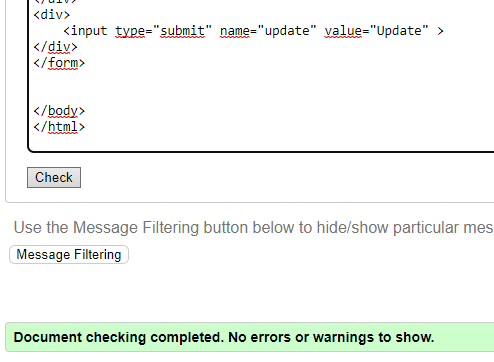 </div>
<div>
    <input type="submit" name="update" value="Update" >
</div>
</form>
</body>
</html>
Check
Use the Message Filtering button below to hide/show particular mes
Message Filtering
Document checking completed. No errors or warnings to show.